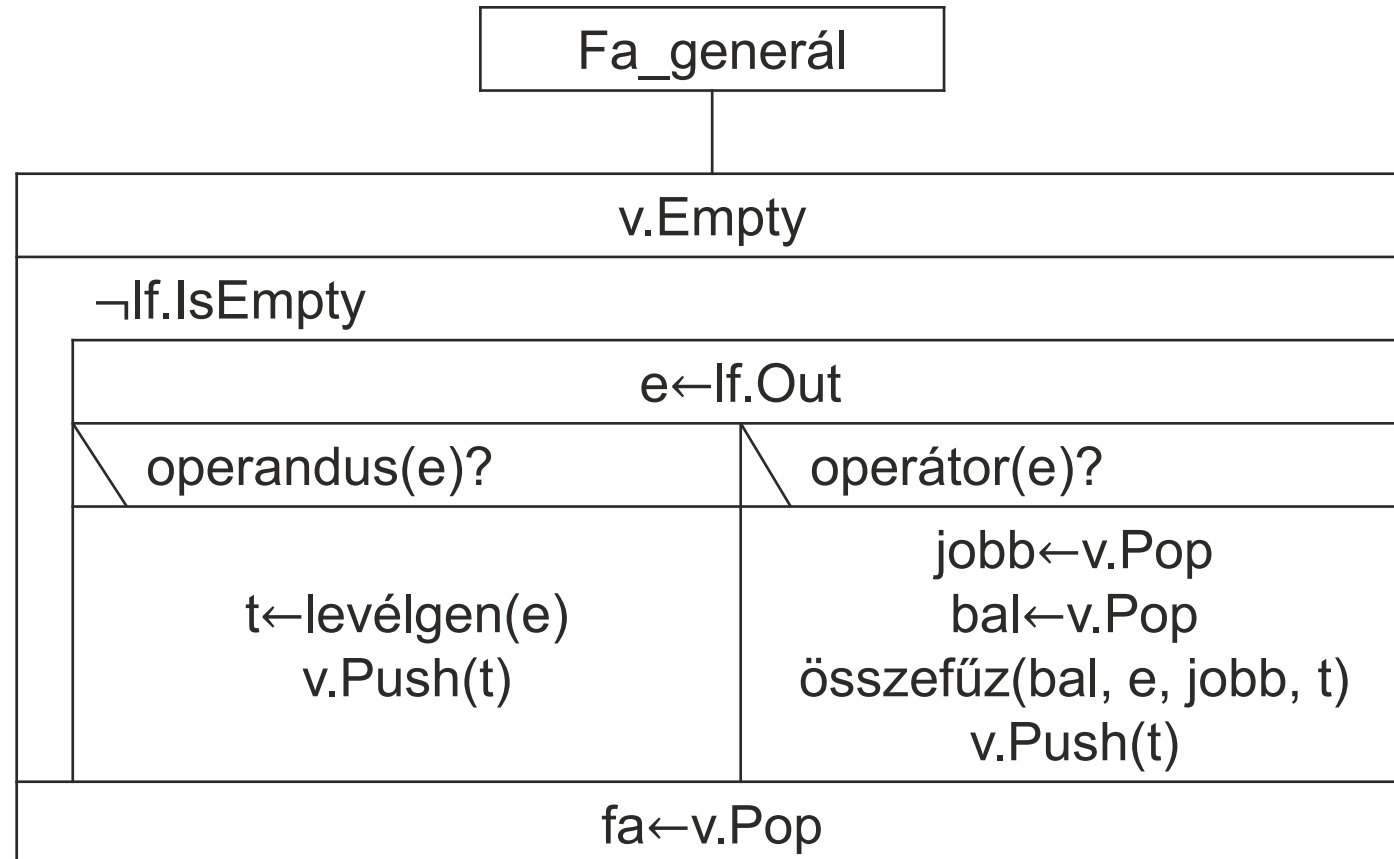 Fa_generál
v.Empty
¬lf.IsEmpty
e←lf.Out
operandus(e)?
operátor(e)?
t←levélgen(e)
v.Push(t)
jobb←v.Pop
bal←v.Pop
összefűz(bal, e, jobb, t)
v.Push(t)
fa←v.Pop